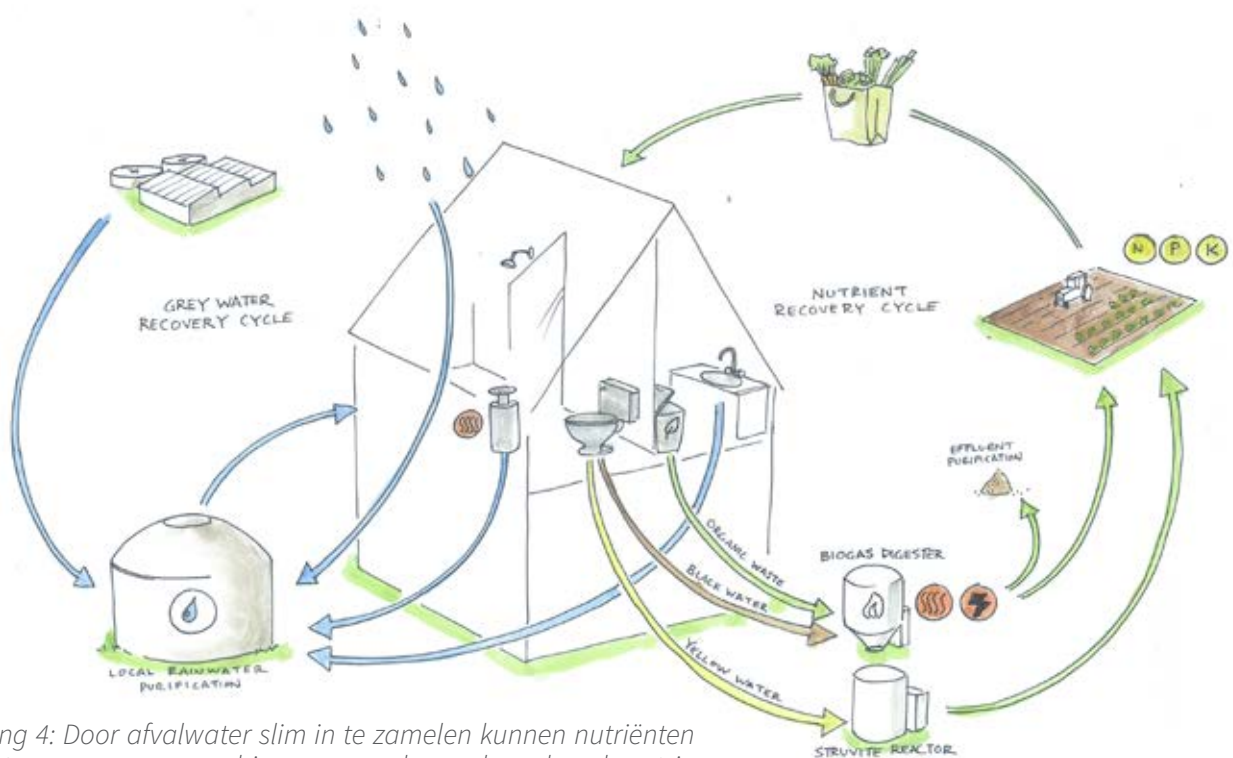 GREY WATER
RECOVERY CYCLE
NUTRIENT
RECOVERY CYCLE
N P K
EFFLUENT
PURIFICATION
ORGANIC WASTE
BLACK WATER
YELLOW WATER
BIOGAS DIGESTER
STRUVITE REACTOR
LOCAL RAINWATER
PURIFICATION
ng 4: Door afvalwater slim in te zamelen kunnen nutriënten